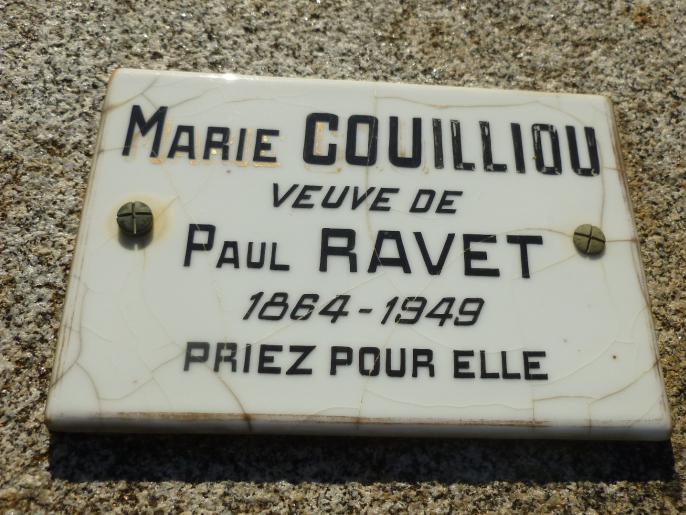 MARIE COUILLIOU
VEUVE DE
PAUL RAVET
1864-1949
PRIEZ POUR ELLE